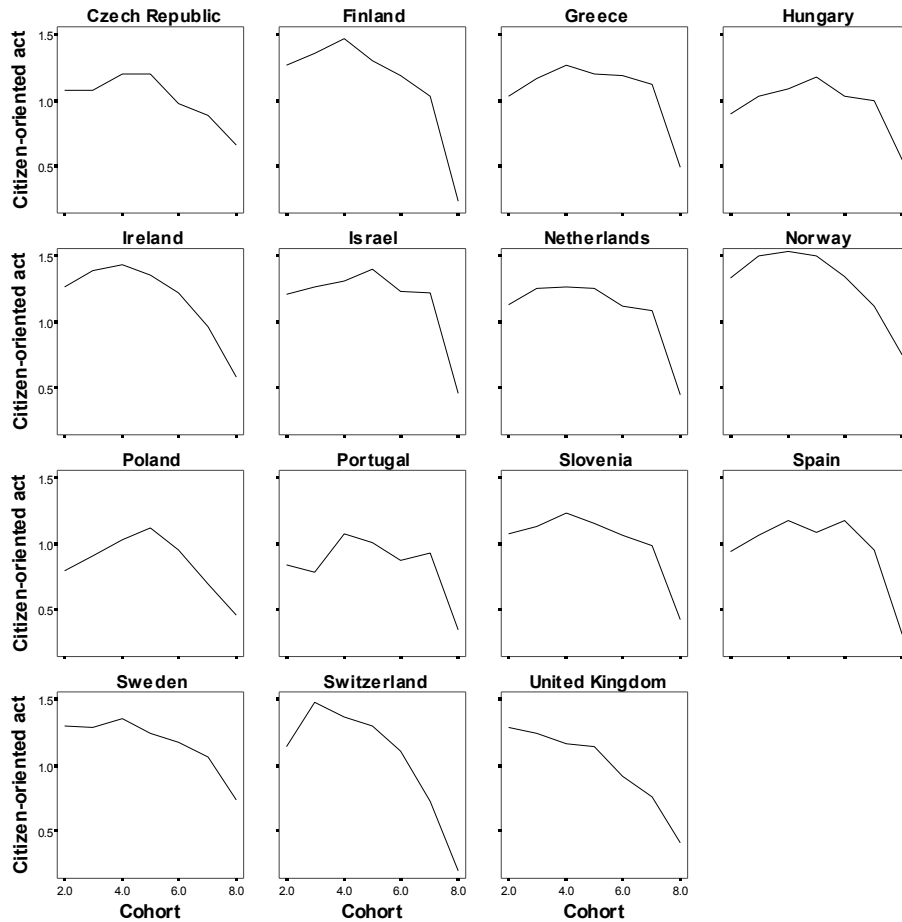 Czech Republic
Finland
Greece
Hungary
Citizen-oriented act
1.5
1.0
0.5
Ireland
Israel
Netherlands
Norway
Citizen-oriented act
1.5
1.0
0.5
Poland
Portugal
Slovenia
Spain
Citizen-oriented act
1.5
1.0
0.5
Sweden
Switzerland
United Kingdom
Citizen-oriented act
1.5
1.0
0.5
2.0 4.0 6.0 8.0
2.0 4.0 6.0 8.0
2.0 4.0 6.0 8.0
Cohort
Cohort
Cohort